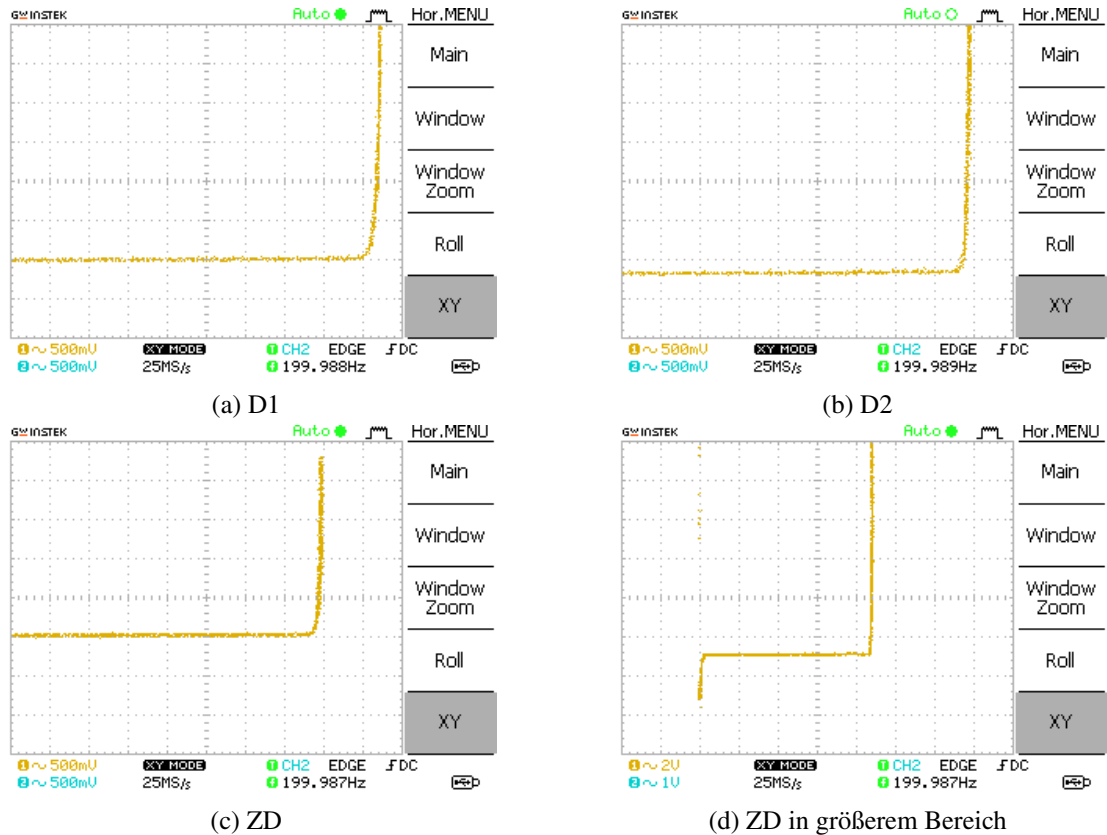 GW INSTEK Auto Hor.MENU
Main
Window
Window
Zoom
Roll
XY
1 ~ 500mV XY MODE T CH2 EDGE DC
2 ~ 500mV 25MS/s f 199.988Hz
(a) D1
GW INSTEK Auto Hor.MENU
Main
Window
Window
Zoom
Roll
XY
1 ~ 500mV XY MODE T CH2 EDGE DC
2 ~ 500mV 25MS/s f 199.989Hz
(b) D2
GW INSTEK Auto Hor.MENU
Main
Window
Window
Zoom
Roll
XY
1 ~ 500mV XY MODE T CH2 EDGE DC
2 ~ 500mV 25MS/s f 199.987Hz
(c) ZD
GW INSTEK Auto Hor.MENU
Main
Window
Window
Zoom
Roll
XY
1 ~ 2V XY MODE T CH2 EDGE DC
2 ~ 1V 25MS/s f 199.987Hz
(d) ZD in größerem Bereich